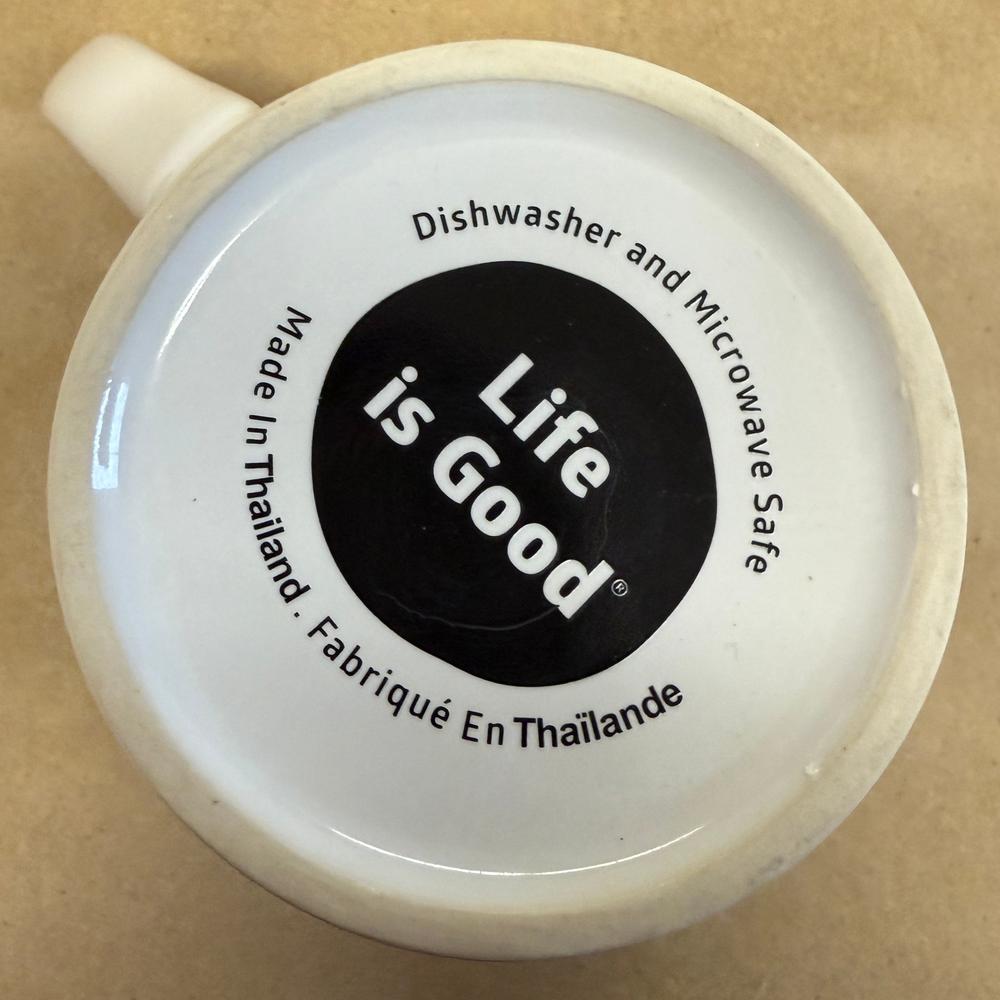 Dishwasher and Microwave Safe
Life
is Good®
Made In Thailand . Fabriqué En Thaïlande